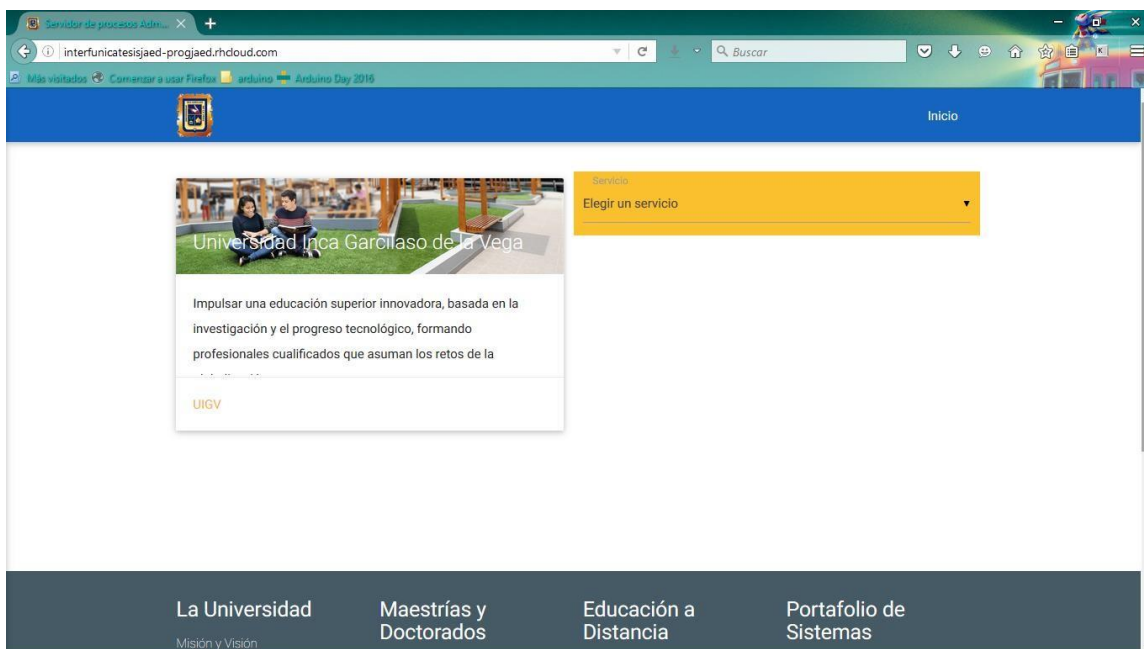 Servidor de procesos Adm...
interfunicatesisjaed-progjaed.rhcloud.com
Buscar
Más visitados Comenzar a usar Firefox arduino Arduino Day 2016
Inicio
Universidad Inca Garcilaso de la Vega
Impulsar una educación superior innovadora, basada en la
investigación y el progreso tecnológico, formando
profesionales cualificados que asuman los retos de la
UIGV
Servicio
Elegir un servicio
La Universidad
Misión y Visión
Maestrías y
Doctorados
Educación a
Distancia
Portafolio de
Sistemas